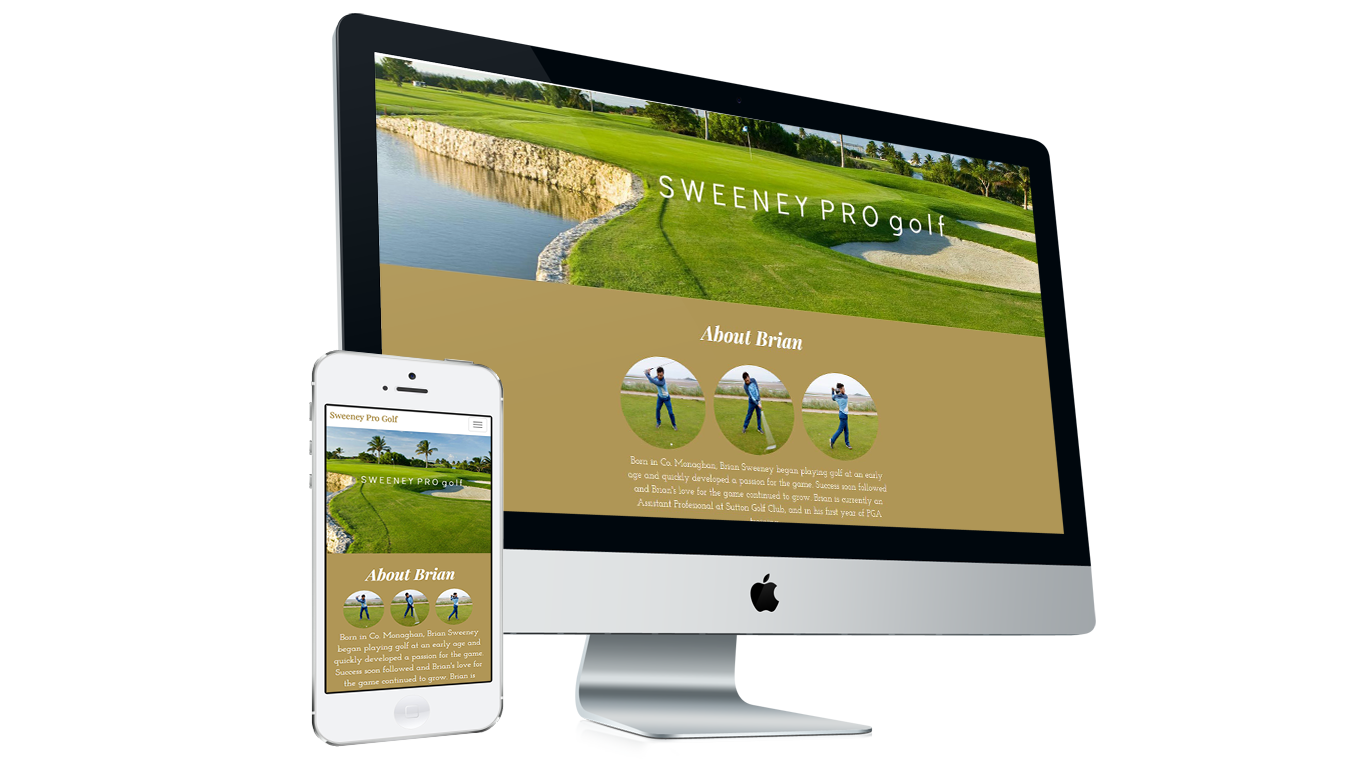 SWEENEY PRO golf
About Brian
Born in Co. Monaghan, Brian Sweeney began playing golf at an early
age and quickly developed a passion for the game. Success soon followed
and Brian's love for the game continued to grow. Brian is currently an
Assistant Profesional at Sutton Golf Club, and in his first year of PGA
Sweeney Pro Golf
SWEENEY PRO golf
About Brian
Born in Co. Monaghan, Brian Sweeney
began playing golf at an early age and
quickly developed a passion for the game.
Success soon followed and Brian's love for
the game continued to grow. Brian is